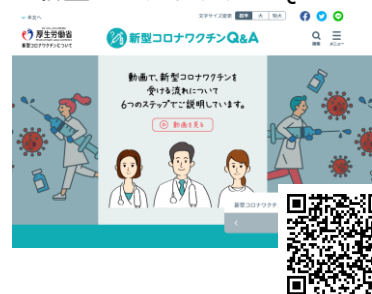 本文へ
文字サイズ変更 標準 大 特大
厚生労働省
新型コロナワクチンについて
新型コロナワクチンQ&A
検索 メニュー
動画で、新型コロナワクチンを
受ける流れについて
6つのステップでご説明しています。
動画を見る
新型コロナワクチ